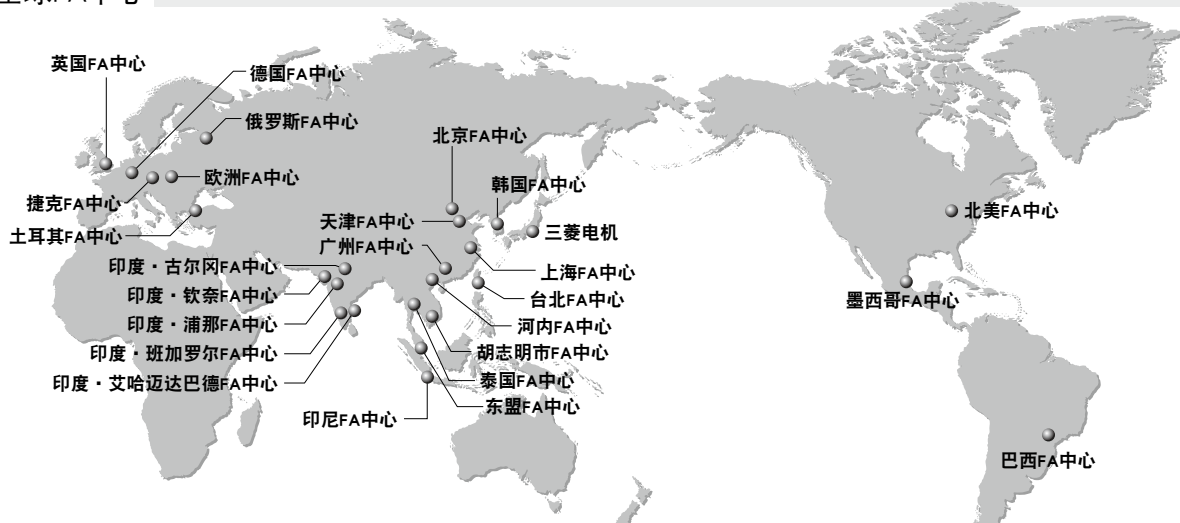 全球FA中心
英国FA中心
德国FA中心
俄罗斯FA中心
北京FA中心
欧洲FA中心
韩国FA中心
捷克FA中心
北美FA中心
天津FA中心
三菱电机
土耳其FA中心
广州FA中心
印度・古尔冈FA中心
上海FA中心
印度・钦奈FA中心
台北FA中心
墨西哥FA中心
印度・浦那FA中心
河内FA中心
印度・班加罗尔FA中心
胡志明市FA中心
印度・艾哈迈达巴德FA中心
泰国FA中心
东盟FA中心
印尼FA中心
巴西FA中心